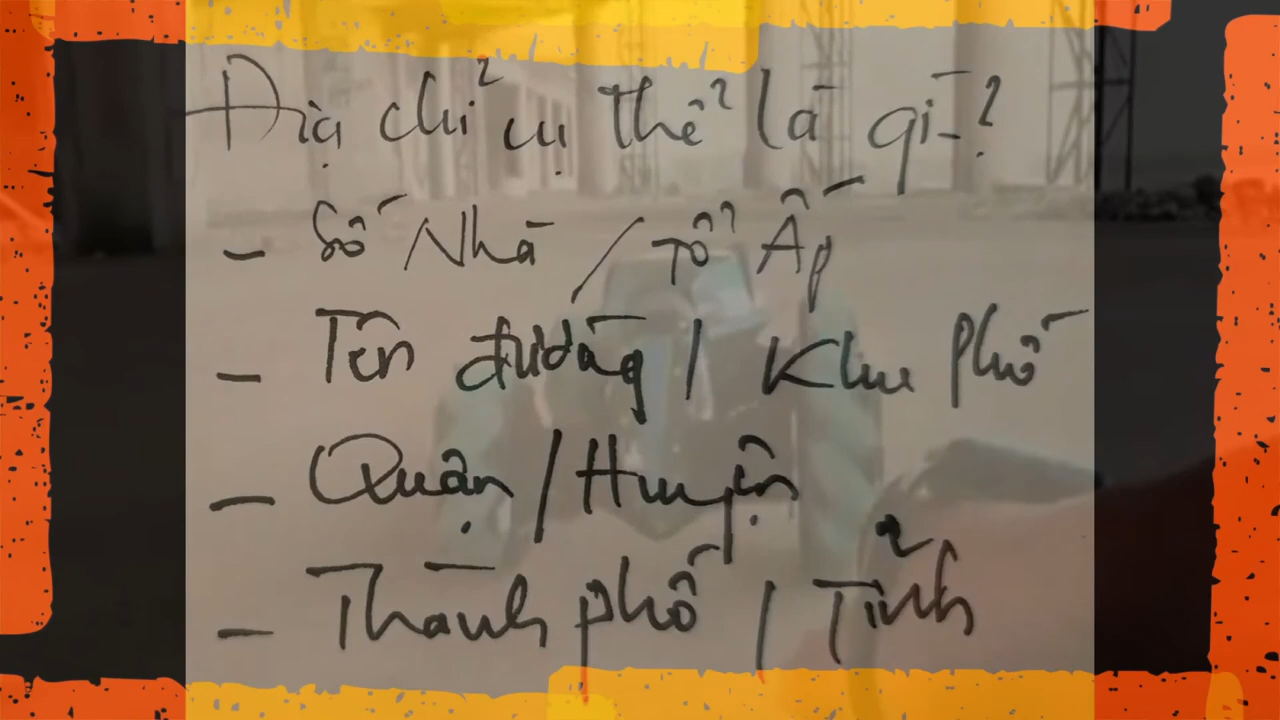 Địa chỉ cụ thể là gì?
- Số Nhà / Tổ Ấp
- Tên đường / Khu phố
- Quận / Huyện
- Thành phố / Tỉnh